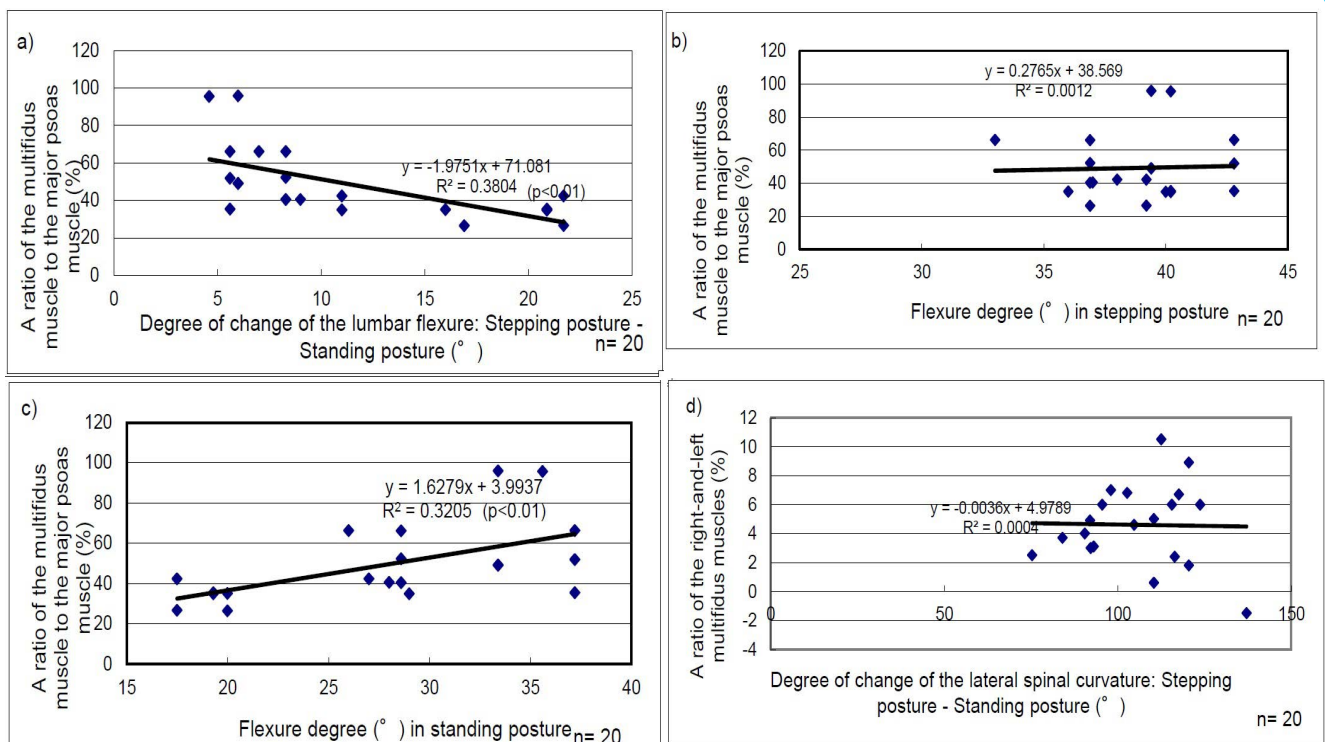 a)
A ratio of the multifidus
muscle to the major psoas
muscle (%)
120
100
80
60
40
20
0
y = -1.9751x + 71.081
R² = 0.3804 (p<0.01)
0 5 10 15 20 25
Degree of change of the lumbar flexure: Stepping posture -
Standing posture (° )
n= 20
b)
A ratio of the multifidus
muscle to the major psoas
muscle (%)
120
100
80
60
40
20
0
y = 0.2765x + 38.569
R² = 0.0012
25 30 35 40 45
Flexure degree (° ) in stepping posture
n= 20
c)
A ratio of the multifidus
muscle to the major psoas
muscle (%)
120
100
80
60
40
20
0
y = 1.6279x + 3.9937
R² = 0.3205 (p<0.01)
15 20 25 30 35 40
Flexure degree (° ) in standing posture
n= 20
d)
A ratio of the right-and-left
multifidus muscles (%)
12
10
8
6
4
2
0
-2
-4
y = -0.0036x + 4.9789
R² = 0.0004
0 50 100 150
Degree of change of the lateral spinal curvature: Stepping
posture - Standing posture (° )
n= 20